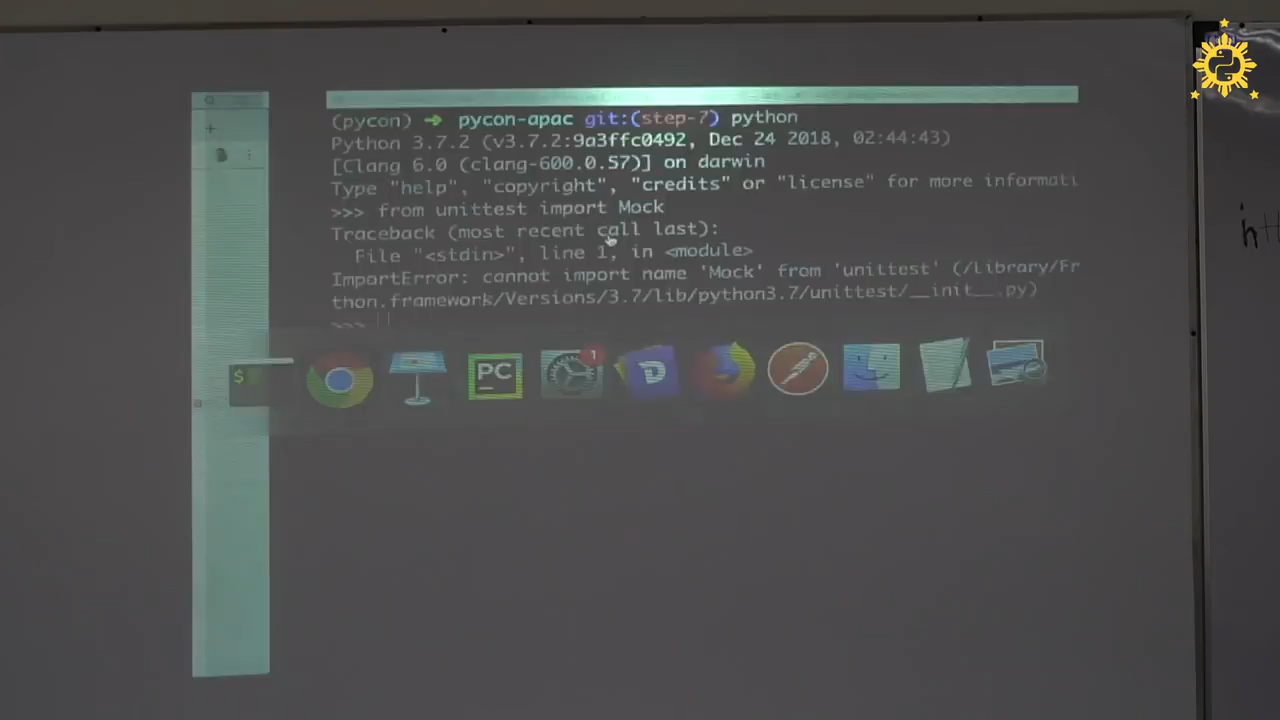 (pycon) ➜ pycon-apac git:(step-7) python
Python 3.7.2 (v3.7.2:9a3ffc0492, Dec 24 2018, 02:44:43)
[Clang 6.0 (clang-600.0.57)] on darwin
Type "help", "copyright", "credits" or "license" for more informati
>>> from unittest import Mock
Traceback (most recent call last):
  File "<stdin>", line 1, in <module>
ImportError: cannot import name 'Mock' from 'unittest' (/Library/Fr
thon.framework/Versions/3.7/lib/python3.7/unittest/__init__.py)
>>>
$
PC
1
D